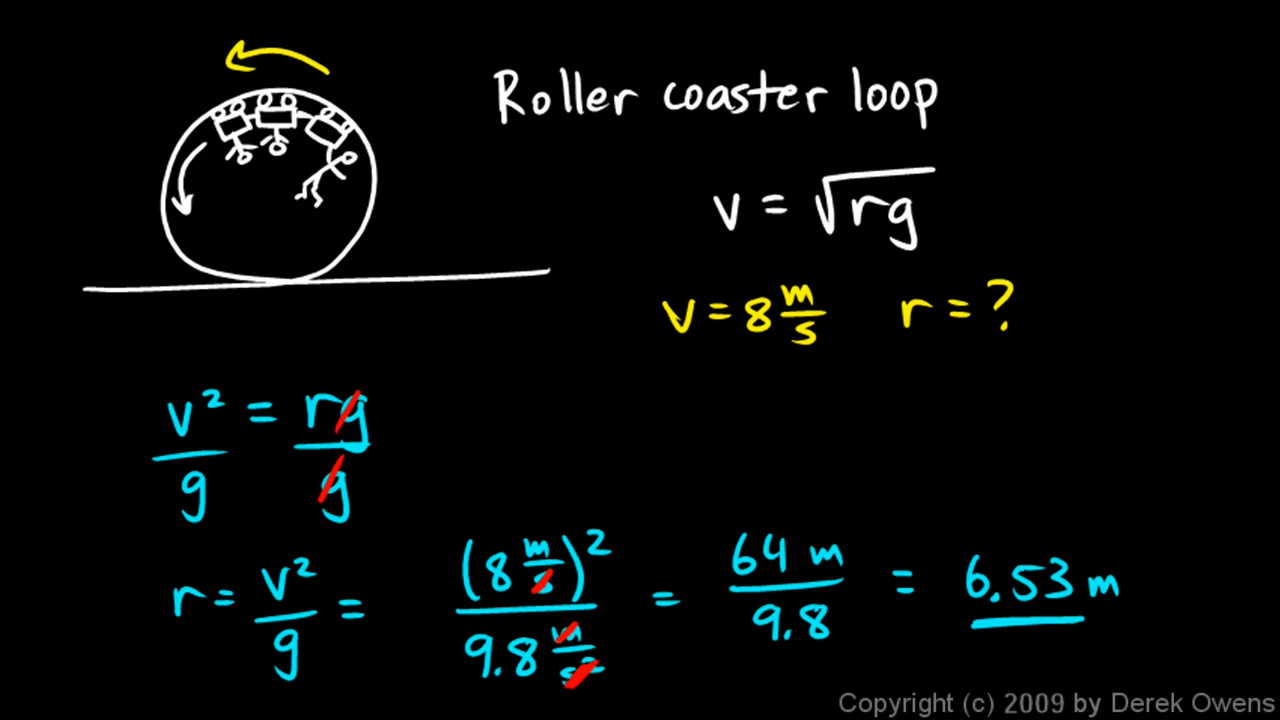 Roller coaster loop
v = √rg
v = 8 m/s r = ?
v²/g = rg/g
r = v²/g = (8 m/s)²/9.8 m/s² = 64 m/9.8 = 6.53 m
Copyright (c) 2009 by Derek Owens